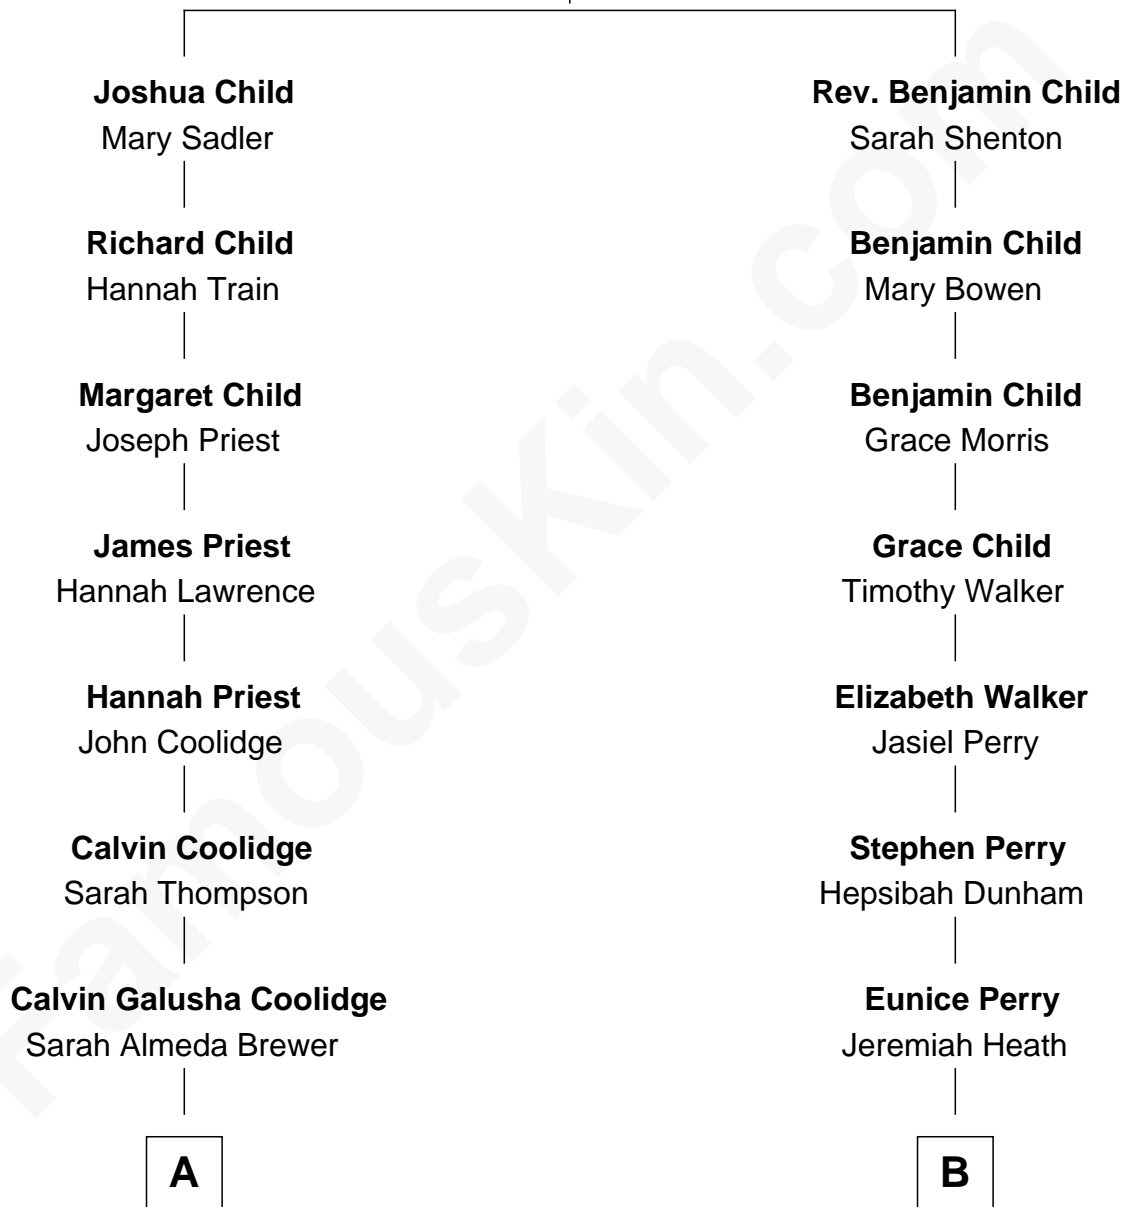 Joshua Child
Mary Sadler
Richard Child
Hannah Train
Margaret Child
Joseph Priest
James Priest
Hannah Lawrence
Hannah Priest
John Coolidge
Calvin Coolidge
Sarah Thompson
Calvin Galusha Coolidge
Sarah Almeda Brewer
A
Rev. Benjamin Child
Sarah Shenton
Benjamin Child
Mary Bowen
Benjamin Child
Grace Morris
Grace Child
Timothy Walker
Elizabeth Walker
Jasiel Perry
Stephen Perry
Hepsibah Dunham
Eunice Perry
Jeremiah Heath
B
FamousKin.com